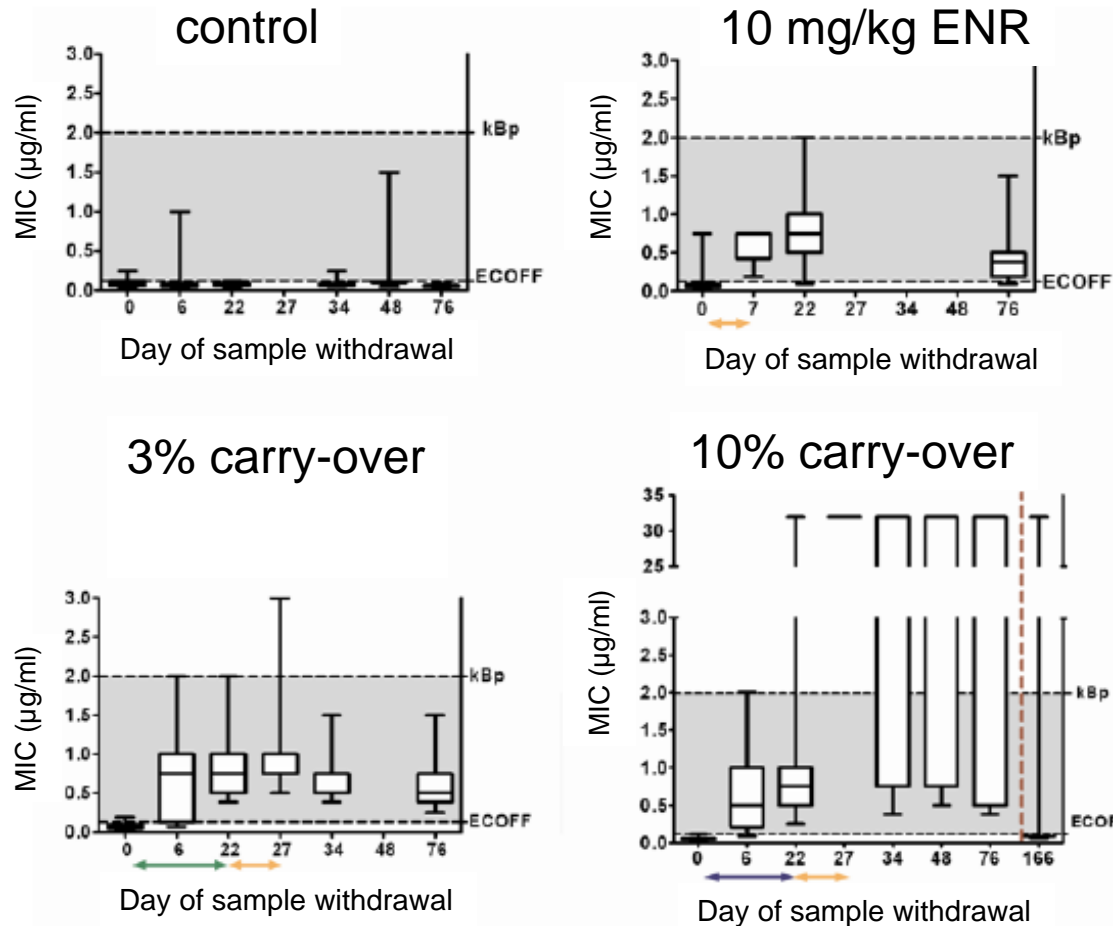 control
3.0
2.5
2.0
1.5
1.0
0.5
0.0
MIC (µg/ml)
kBp
ECOFF
0 6 22 27 34 48 76
Day of sample withdrawal
10 mg/kg ENR
3.0
2.5
2.0
1.5
1.0
0.5
0.0
MIC (µg/ml)
kBp
ECOFF
0 7 22 27 34 48 76
Day of sample withdrawal
3% carry-over
3.0
2.5
2.0
1.5
1.0
0.5
0.0
MIC (µg/ml)
kBp
ECOFF
0 6 22 27 34 48 76
Day of sample withdrawal
10% carry-over
35
30
25
3.0
2.5
2.0
1.5
1.0
0.5
0.0
MIC (µg/ml)
kBp
ECOF
0 6 22 27 34 48 76 166
Day of sample withdrawal